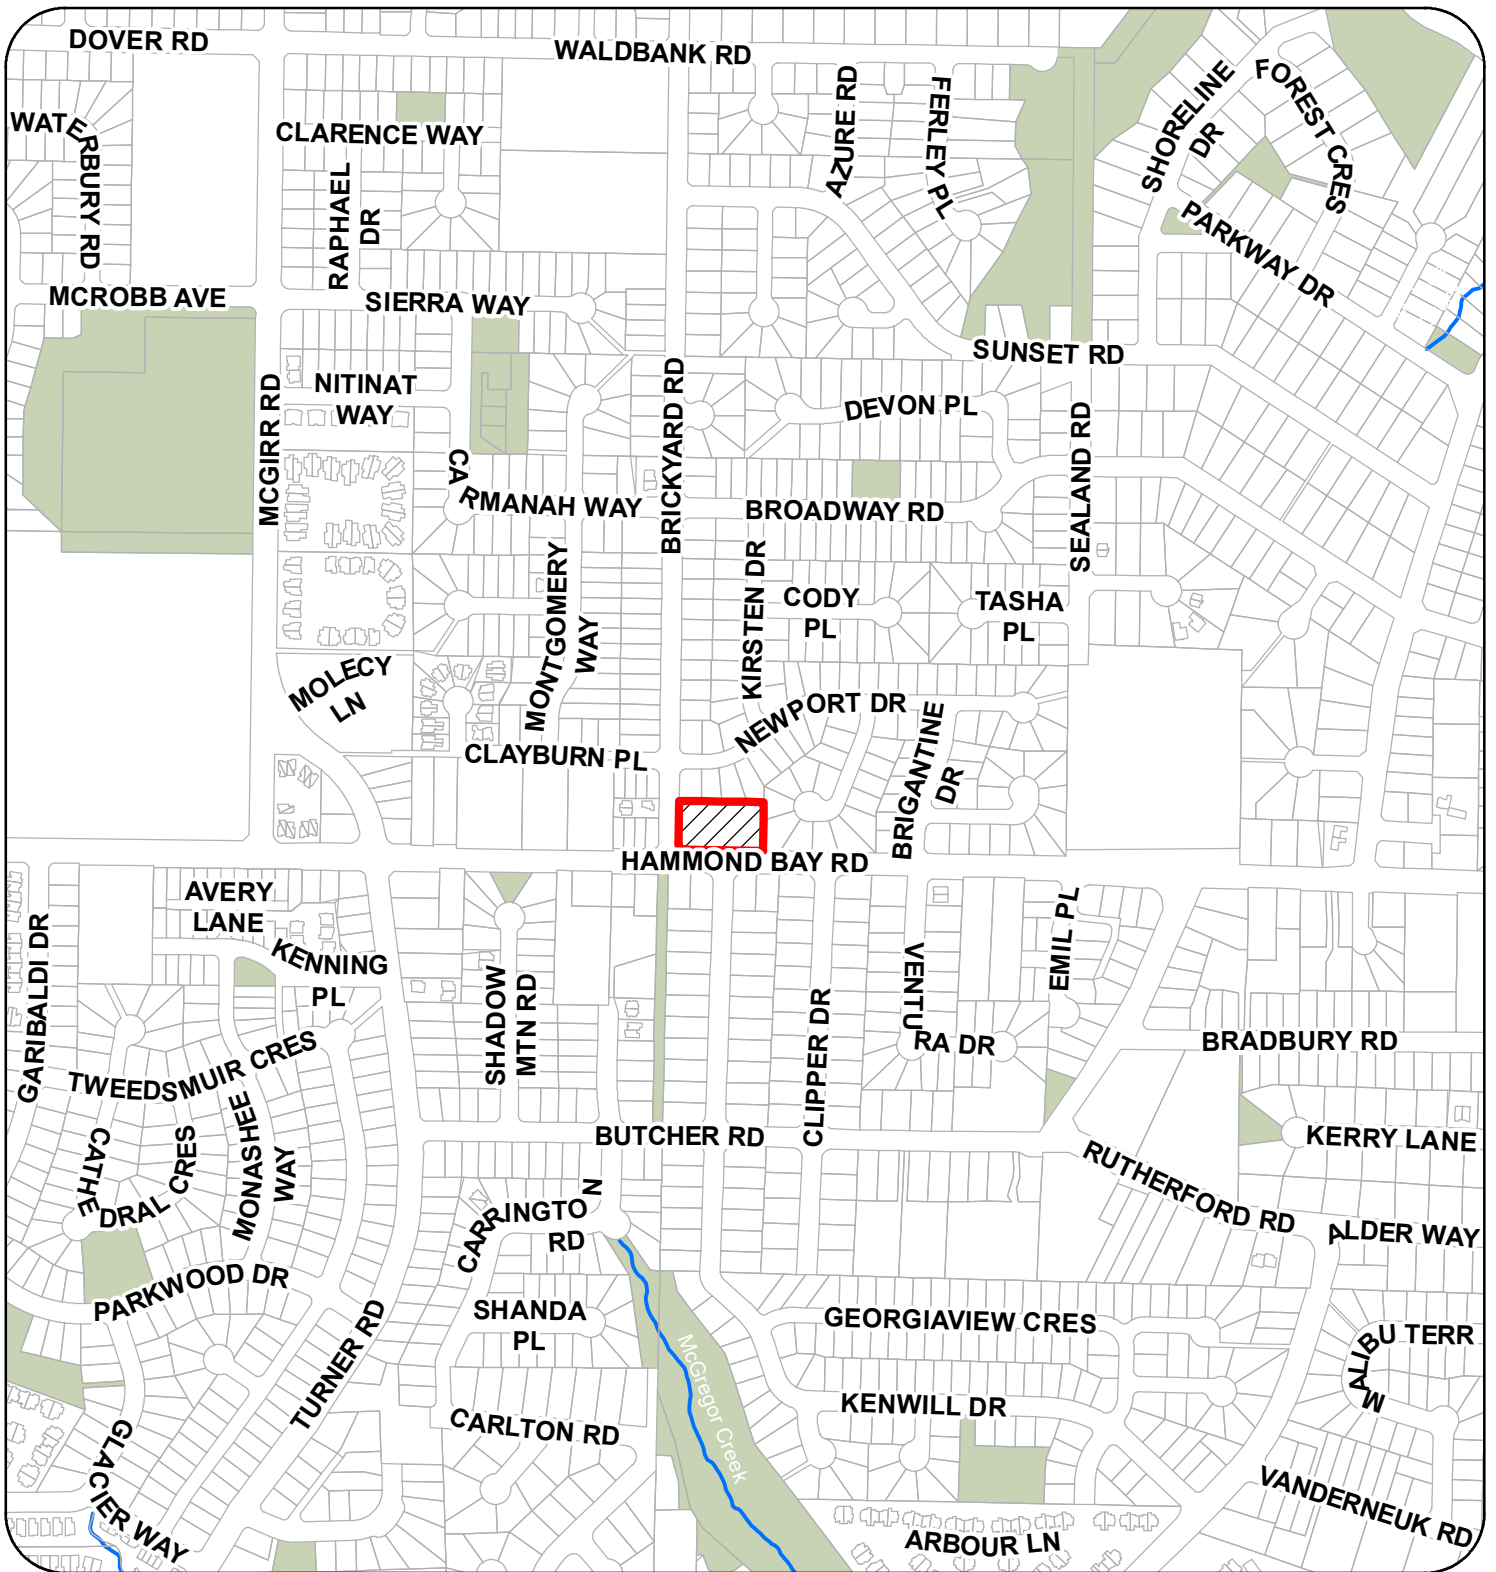 DOVER RD
WALDBANK RD
WATERBURY RD
CLARENCE WAY
RAPHAEL
DR
AZURE RD
FERLEY PL
SHORELINE
DR
FOREST CRES
PARKWAY DR
MCROBB AVE
SIERRA WAY
SUNSET RD
NITINAT
WAY
MCGIRR RD
BRICKYARD RD
DEVON PL
SEALAND RD
CARMANAH WAY
BROADWAY RD
MONTGOMERY
WAY
KIRSTEN DR
CODY
PL
TASHA
PL
MOLECY
LN
NEWPORT DR
BRIGANTINE
DR
CLAYBURN PL
HAMMOND BAY RD
AVERY
LANE
GARIBALDI DR
KENNING
PL
SHADOW
MTN RD
CLIPPER DR
VENTURA DR
EMIL PL
BRADBURY RD
TWEEDSMUIR CRES
MONASHEE
WAY
CATHEDRAL CRES
BUTCHER RD
KERRY LANE
RUTHERFORD RD
ALDER WAY
CARRINGTON
RD
PARKWOOD DR
SHANDA
PL
GEORGIAVIEW CRES
MALIBU TERR
TURNER RD
McGregor Creek
KENWILL DR
CARLTON RD
GLACIER WAY
VANDERNEUK RD
ARBOUR LN